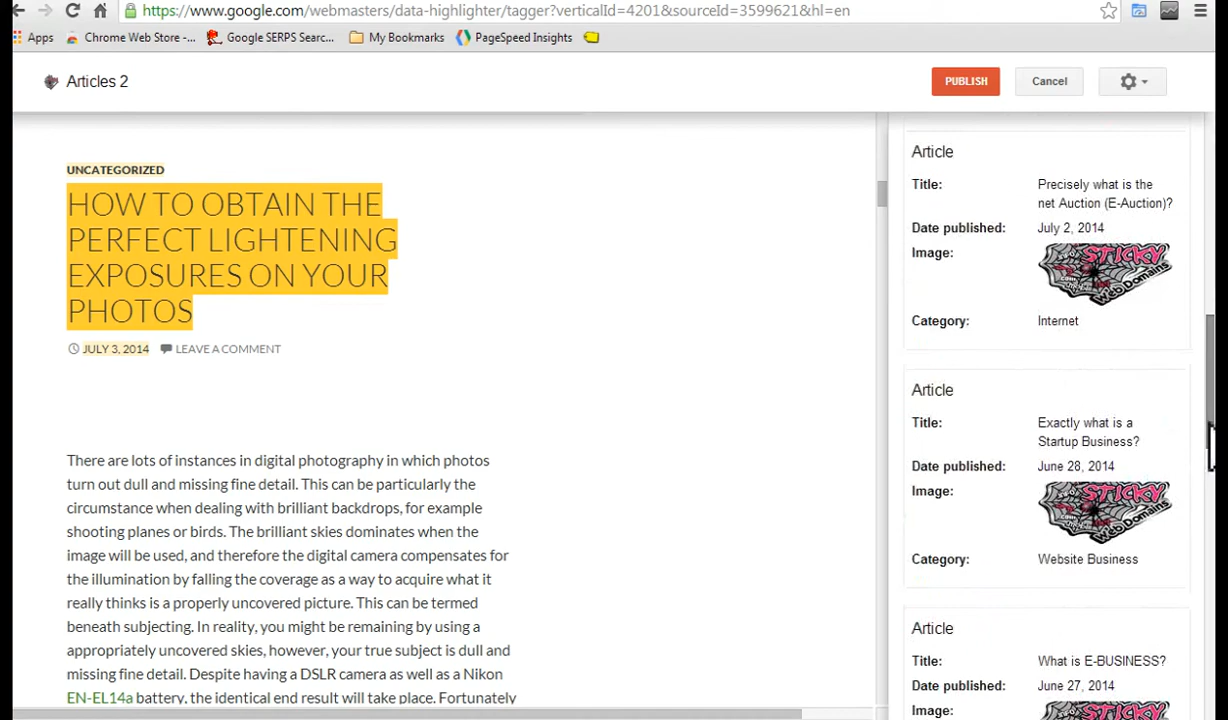 https://www.google.com/webmasters/data-highlighter/tagger?verticalId=4201&sourceId=3599621&hl=en
Apps
Chrome Web Store -...
Google SERPS Searc...
My Bookmarks
PageSpeed Insights
Articles 2
PUBLISH
Cancel
UNCATEGORIZED
HOW TO OBTAIN THE
PERFECT LIGHTENING
EXPOSURES ON YOUR
PHOTOS
JULY 3, 2014
LEAVE A COMMENT
There are lots of instances in digital photography in which photos
turn out dull and missing fine detail. This can be particularly the
circumstance when dealing with brilliant backdrops, for example
shooting planes or birds. The brilliant skies dominates when the
image will be used, and therefore the digital camera compensates for
the illumination by falling the coverage as a way to acquire what it
really thinks is a properly uncovered picture. This can be termed
beneath subjecting. In reality, you might be remaining by using a
appropriately uncovered skies, however, your true subject is dull and
missing fine detail. Despite having a DSLR camera as well as a Nikon
EN-EL14a battery, the identical end result will take place. Fortunately
Article
Title: Precisely what is the
net Auction (E-Auction)?
Date published: July 2, 2014
Image:
STICKY
Web Domains
Category: Internet
Article
Title: Exactly what is a
Startup Business?
Date published: June 28, 2014
Image:
STICKY
Web Domains
Category: Website Business
Article
Title: What is E-BUSINESS?
Date published: June 27, 2014
Image:
STICKY